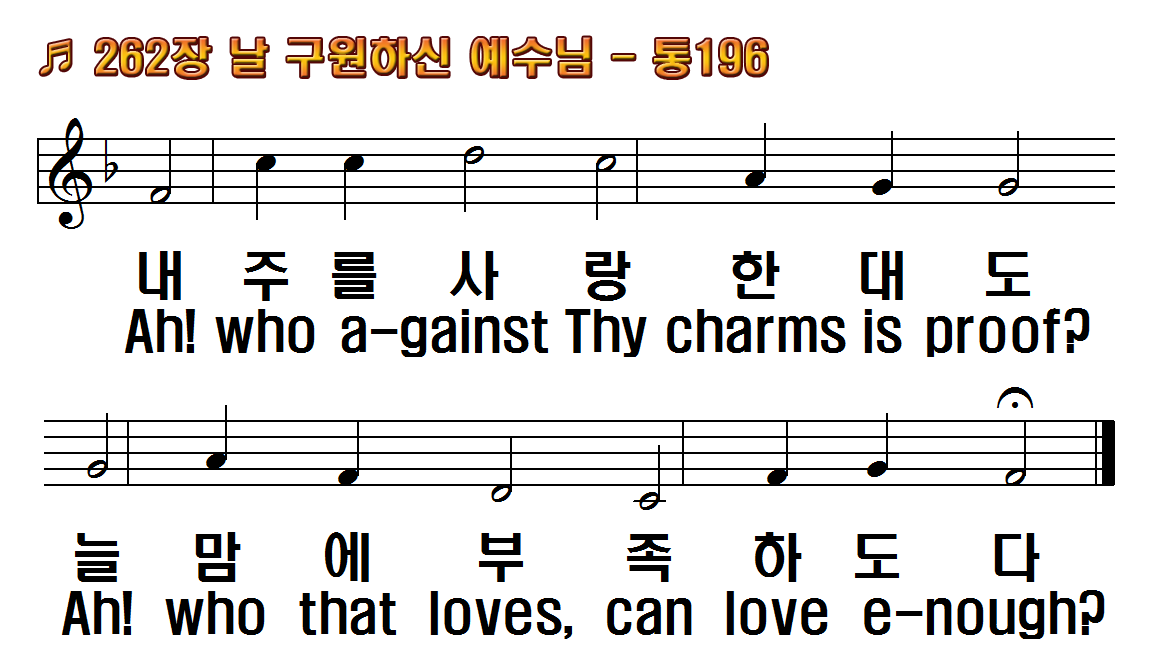 ♬ 262장 날 구원하신 예수님 - 통196
내 주 를 사 랑 한 대 도
Ah! who a-gainst Thy charms is proof?
늘 맘 에 부 족 하 도 다
Ah! who that loves, can love e-nough?